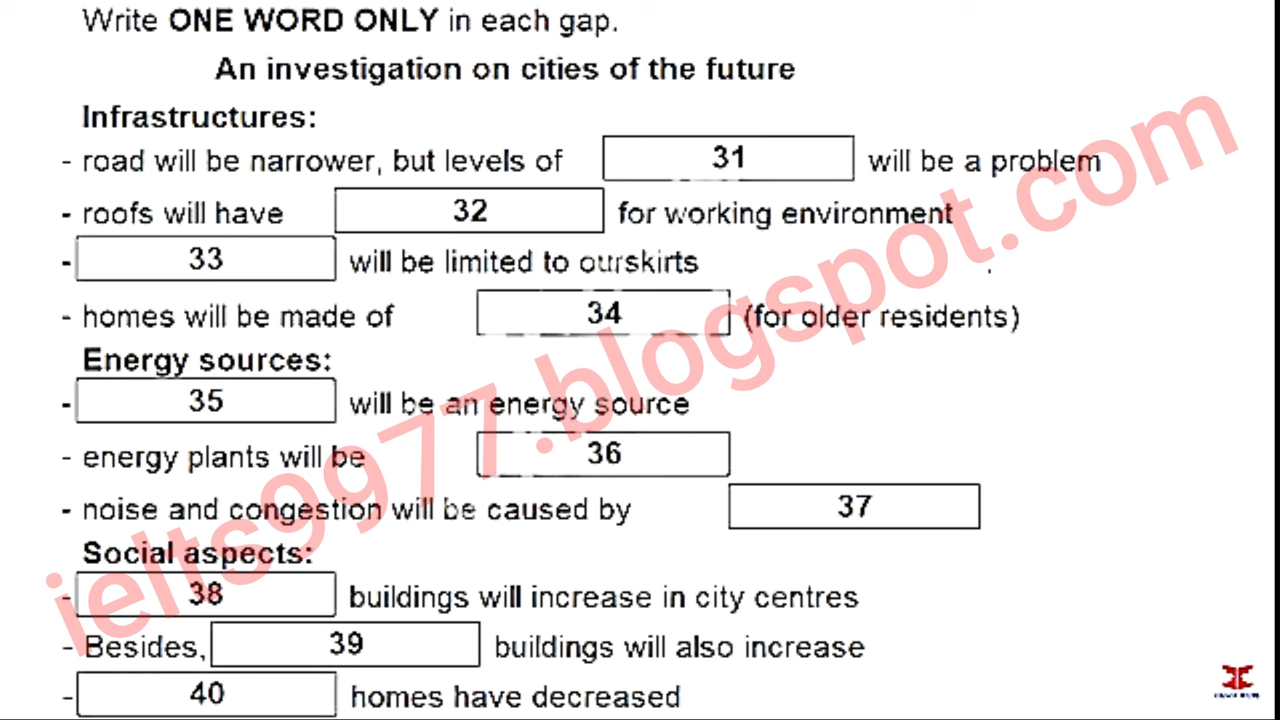 Write ONE WORD ONLY in each gap.
An investigation on cities of the future
Infrastructures:
- road will be narrower, but levels of 31 will be a problem
- roofs will have 32 for working environment
- 33 will be limited to ourskirts
- homes will be made of 34 (for older residents)
Energy sources:
- 35 will be an energy source
- energy plants will be 36
- noise and congestion will be caused by 37
Social aspects:
- 38 buildings will increase in city centres
- Besides, 39 buildings will also increase
- 40 homes have decreased
ielts9977.blogspot.com